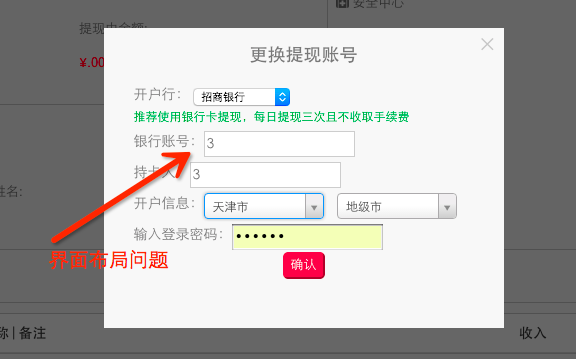 安全中心
提现中金额:
¥.00
更换提现账号
开户行： 招商银行
推荐使用银行卡提现，每日提现三次且不收取手续费
银行账号： 3
持卡人 3
姓名:
开户信息： 天津市 地级市
输入登录密码： ••••••
界面布局问题
确认
称 | 备注 收入